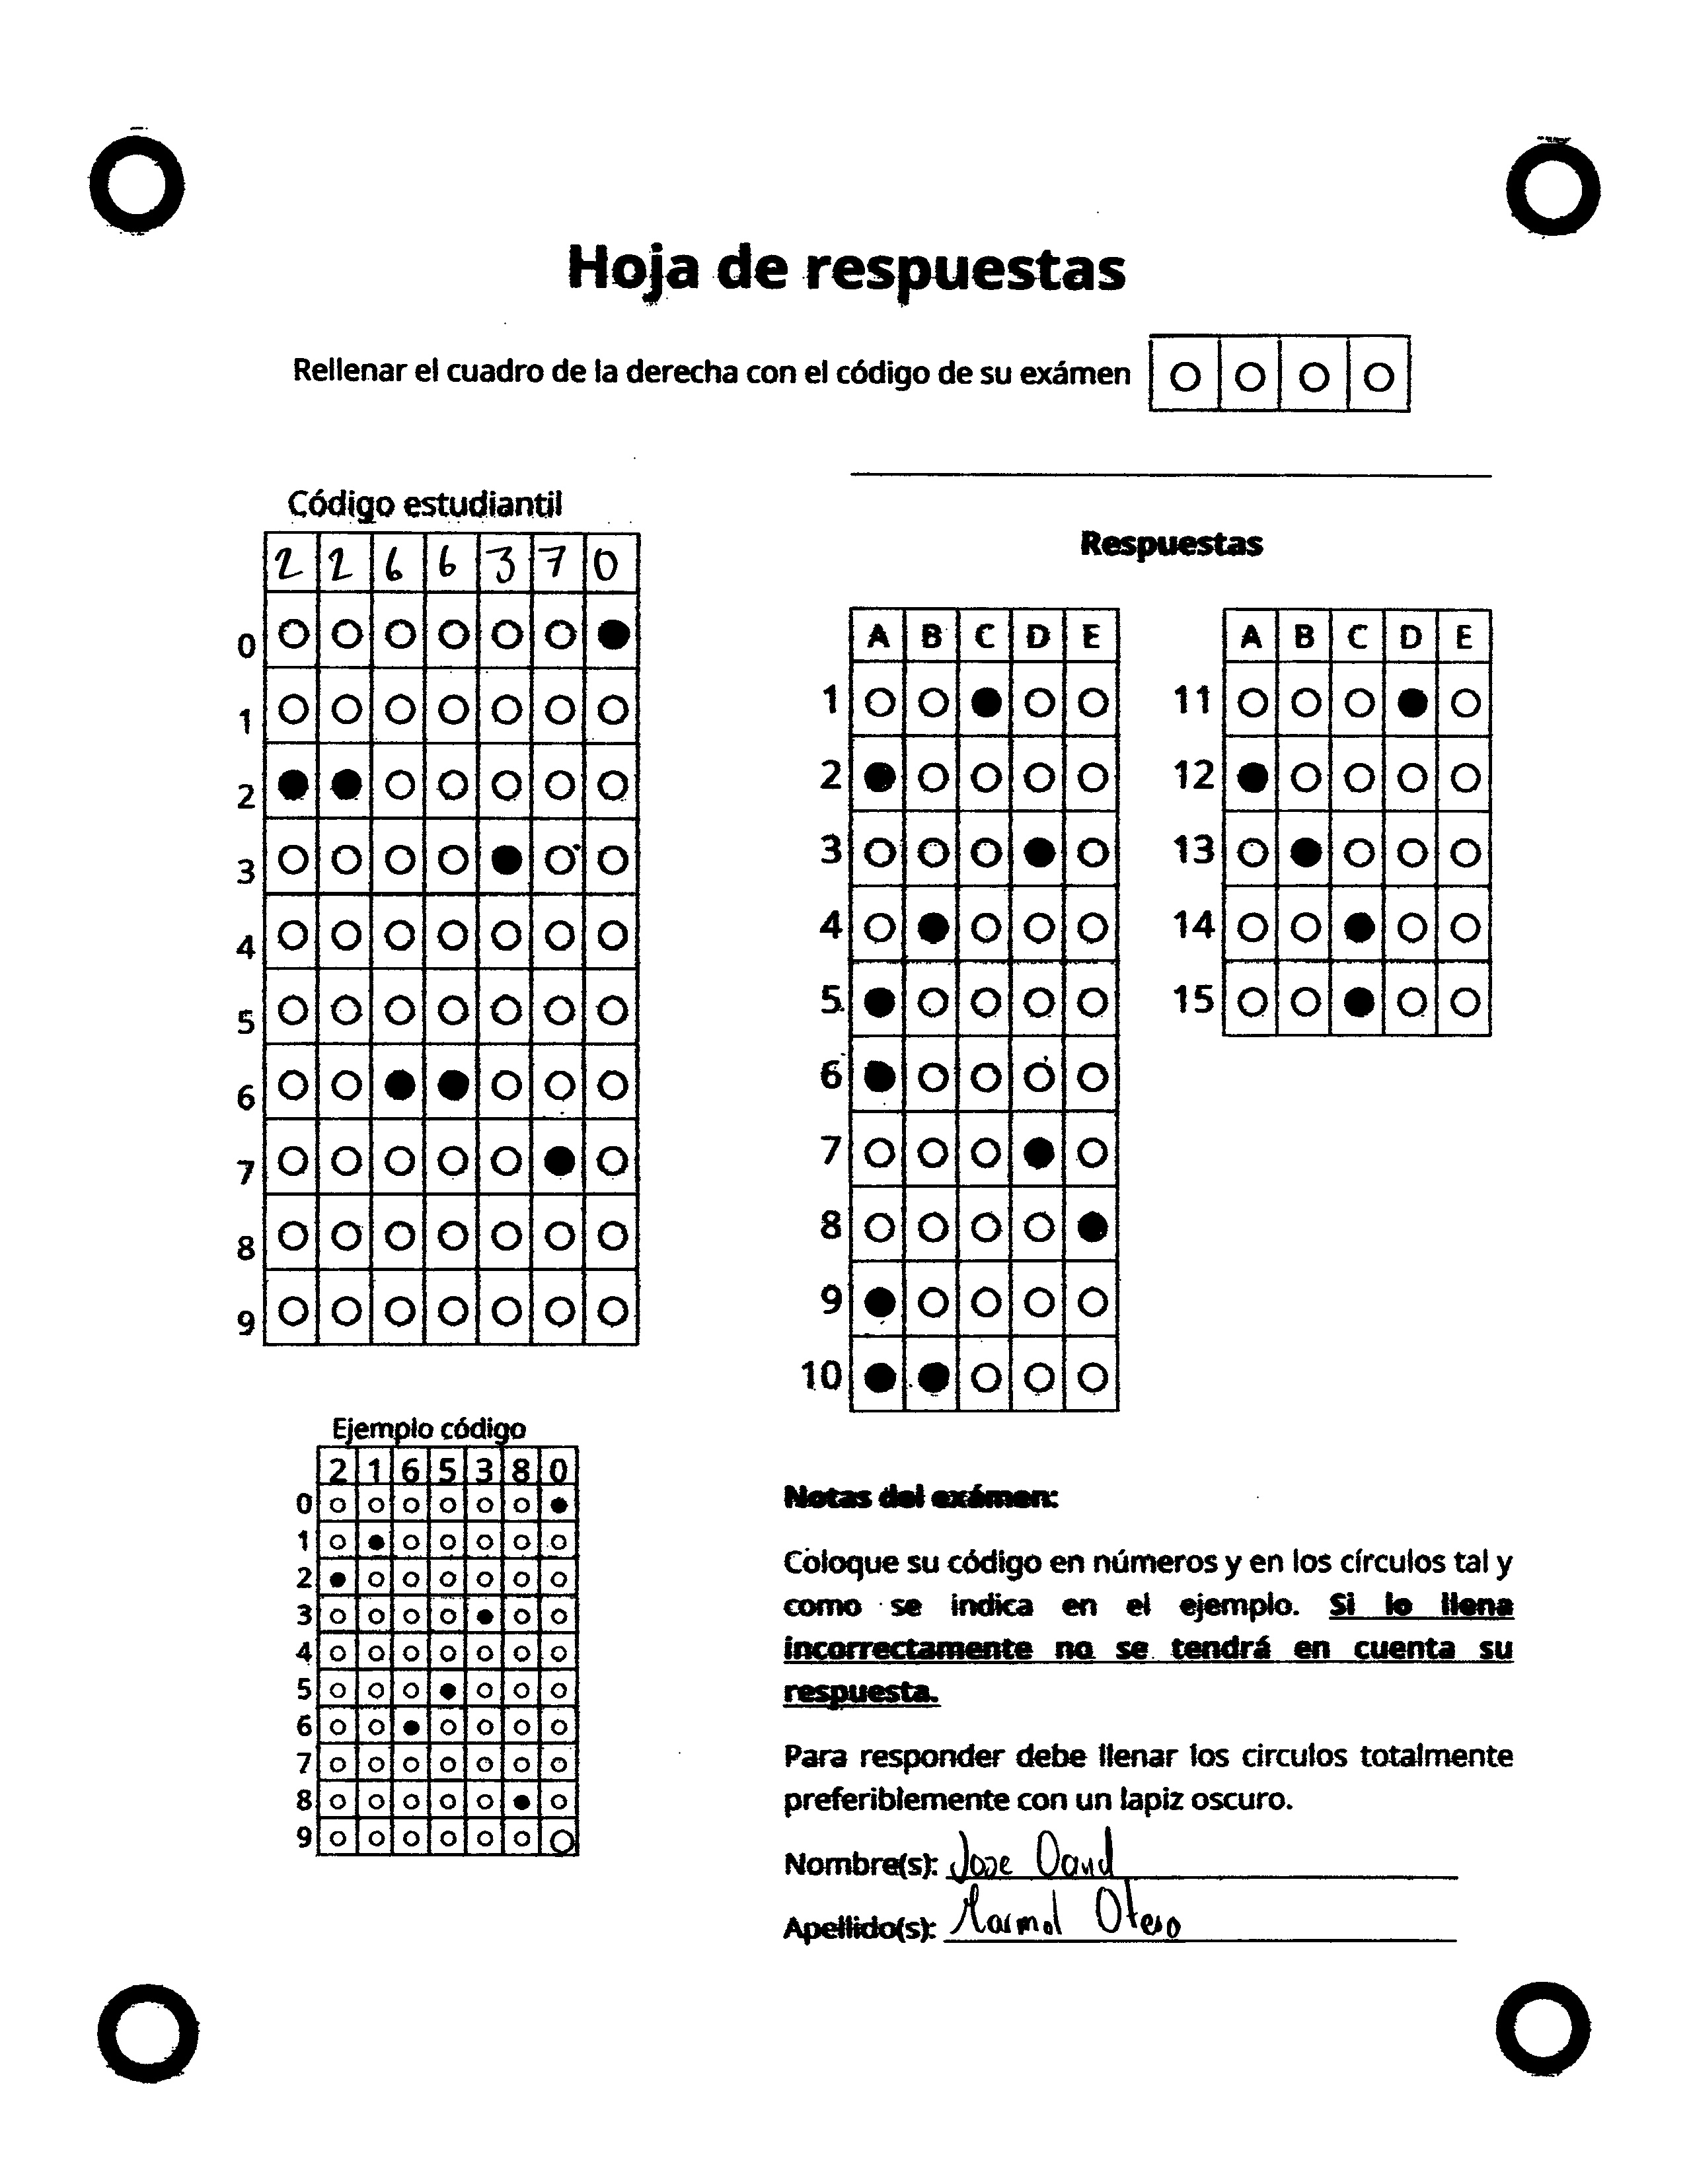 Hoja de respuestas
Rellenar el cuadro de la derecha con el código de su exámen
Código estudiantil
2 2 6 6 3 7 0
0
1
2
3
4
5
6
7
8
9
Respuestas
A B C D E
1
2
3
4
5
6
7
8
9
10
A B C D E
11
12
13
14
15
Ejemplo código
2 1 6 5 3 8 0
0
1
2
3
4
5
6
7
8
9
Notas del exámen:
Coloque su código en números y en los círculos tal y
como se indica en el ejemplo. Si lo llena
incorrectamente no se tendrá en cuenta su
respuesta.
Para responder debe llenar los circulos totalmente
preferiblemente con un lapiz oscuro.
Nombre(s): Jose David
Apellido(s): Marmol Otero